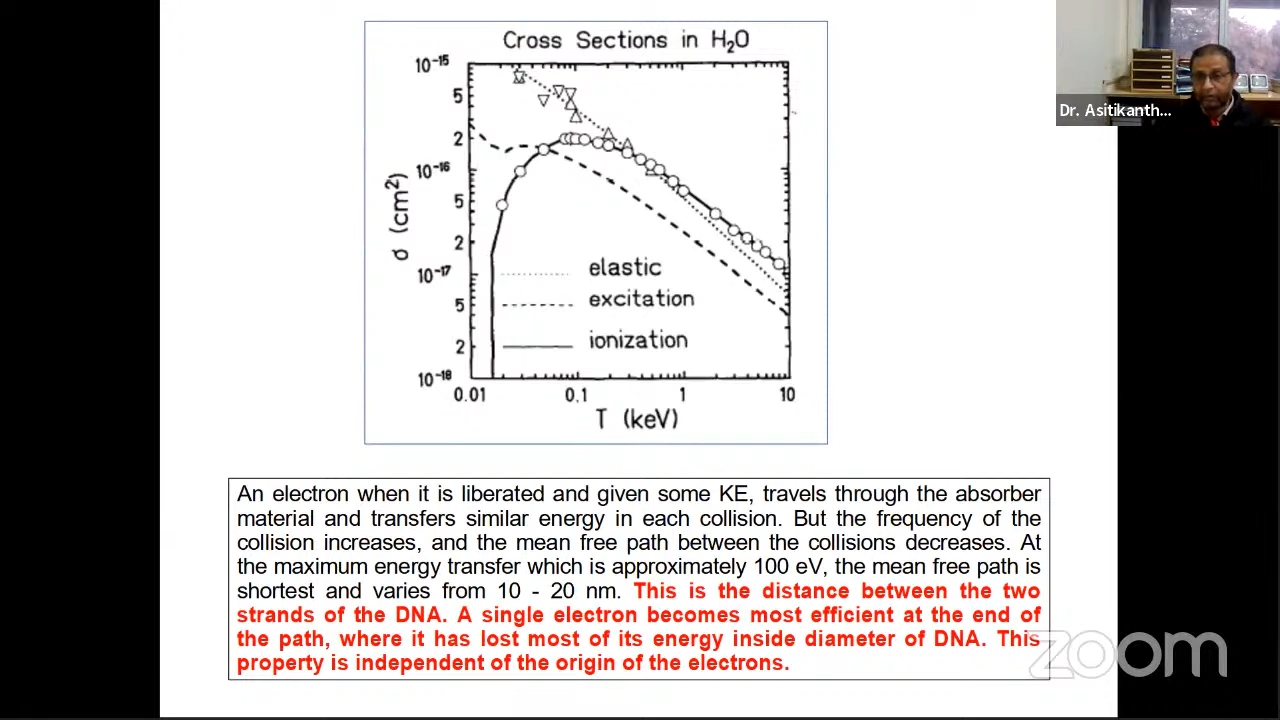 Cross Sections in H₂O
10⁻¹⁵
5
2
10⁻¹⁶
5
2
10⁻¹⁷
5
2
10⁻¹⁸
σ (cm²)
elastic
excitation
ionization
0.01
0.1
1
10
T (keV)
Dr. Asitikanth...
An electron when it is liberated and given some KE, travels through the absorber
material and transfers similar energy in each collision. But the frequency of the
collision increases, and the mean free path between the collisions decreases. At
the maximum energy transfer which is approximately 100 eV, the mean free path is
shortest and varies from 10 - 20 nm. This is the distance between the two
strands of the DNA. A single electron becomes most efficient at the end of
the path, where it has lost most of its energy inside diameter of DNA. This
property is independent of the origin of the electrons.
zoom